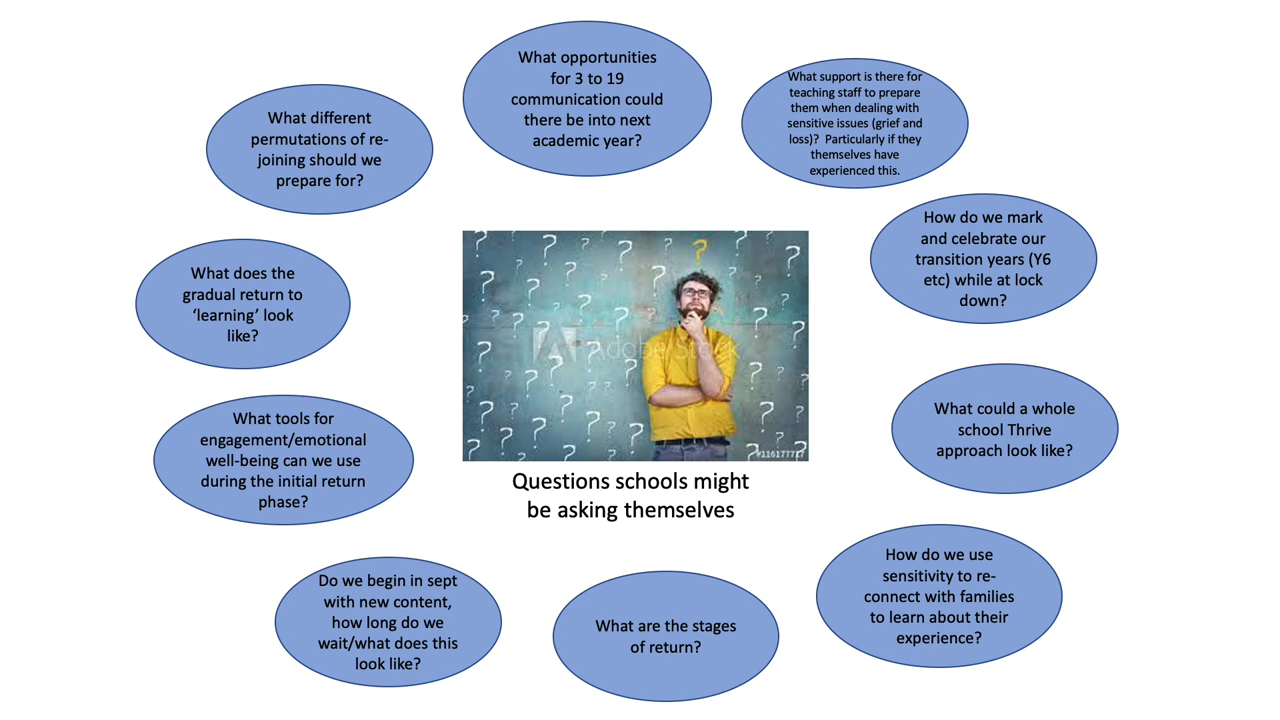 What opportunities
for 3 to 19
communication could
there be into next
academic year?
What support is there for
teaching staff to prepare
them when dealing with
sensitive issues (grief and
loss)? Particularly if they
themselves have
experienced this.
How do we mark
and celebrate our
transition years (Y6
etc) while at lock
down?
What could a whole
school Thrive
approach look like?
How do we use
sensitivity to re-
connect with families
to learn about their
experience?
What are the stages
of return?
Do we begin in sept
with new content,
how long do we
wait/what does this
look like?
What tools for
engagement/emotional
well-being can we use
during the initial return
phase?
What does the
gradual return to
‘learning’ look
like?
What different
permutations of re-
joining should we
prepare for?
? ? ? ? ? ? ? ? ?
Adobe Stock
#116177717
Questions schools might
be asking themselves